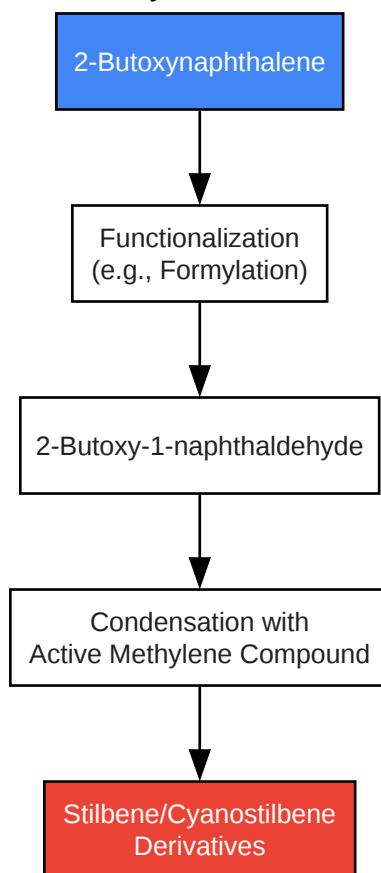 2-Butoxynaphthalene
Functionalization
(e.g., Formylation)
2-Butoxy-1-naphthaldehyde
Condensation with
Active Methylene Compound
Stilbene/Cyanostilbene
Derivatives